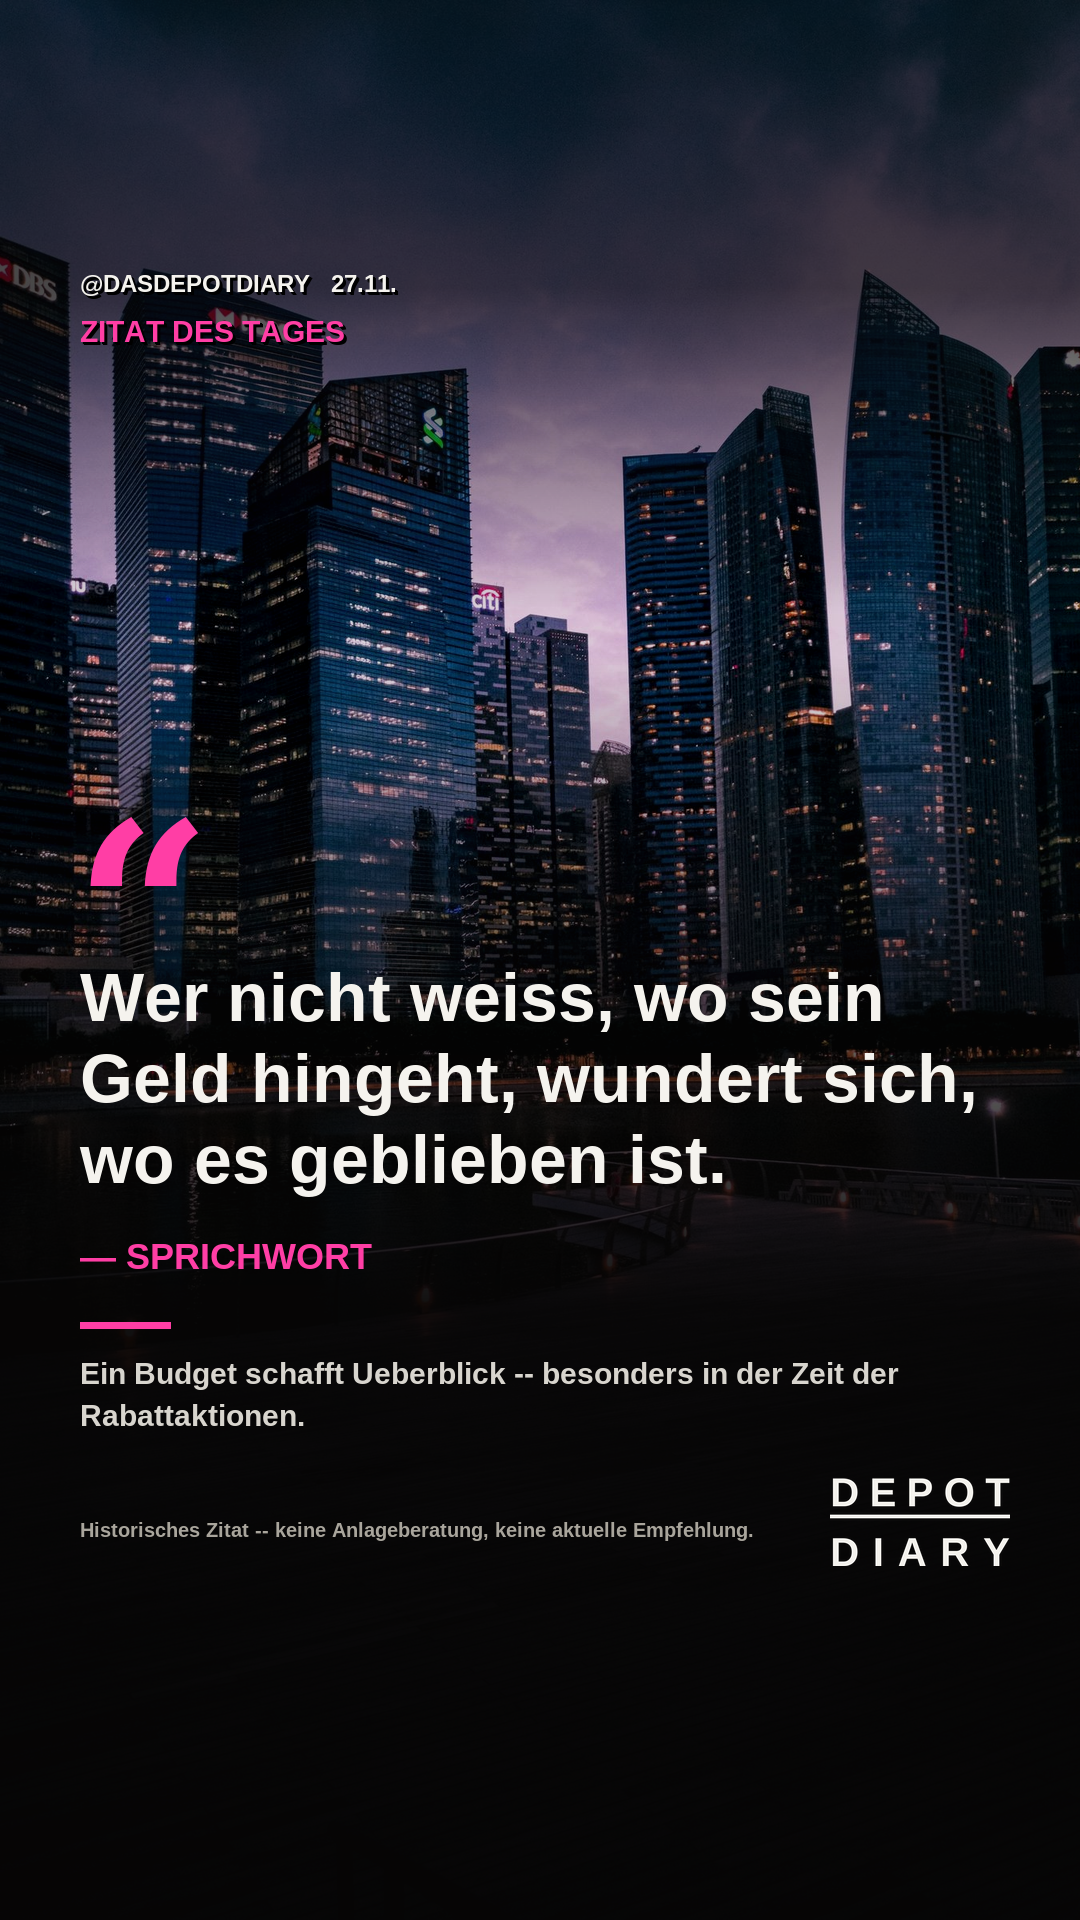 DBS
@DASDEPOTDIARY 27.11.
ZITAT DES TAGES
citi
“
Wer nicht weiss, wo sein
Geld hingeht, wundert sich,
wo es geblieben ist.
— SPRICHWORT
Ein Budget schafft Ueberblick -- besonders in der Zeit der
Rabattaktionen.
Historisches Zitat -- keine Anlageberatung, keine aktuelle Empfehlung.
DEPOT
DIARY